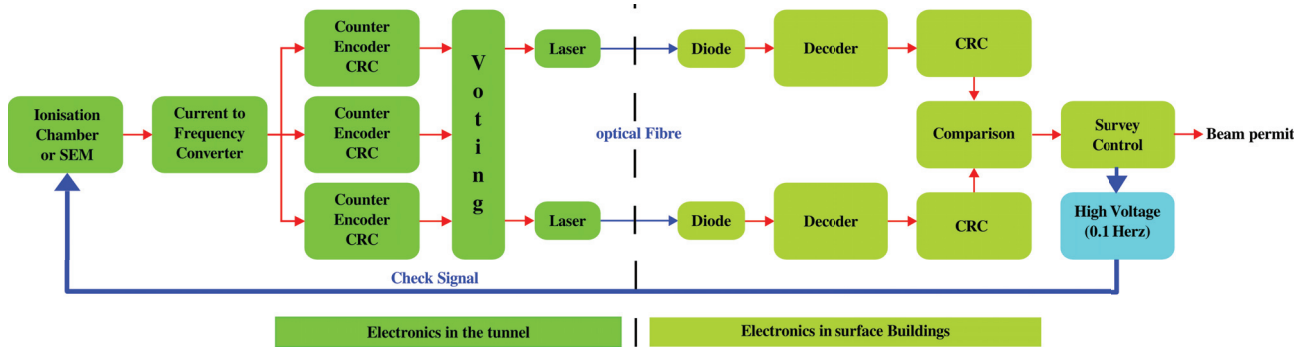 Ionisation
Chamber
or SEM
Current to
Frequency
Converter
Counter
Encoder
CRC
Counter
Encoder
CRC
Counter
Encoder
CRC
Voting
Laser
Laser
optical Fibre
Diode
Diode
Decoder
Decoder
CRC
Comparison
CRC
Survey
Control
Beam permit
High Voltage
(0.1 Herz)
Check Signal
Electronics in the tunnel
Electronics in surface Buildings